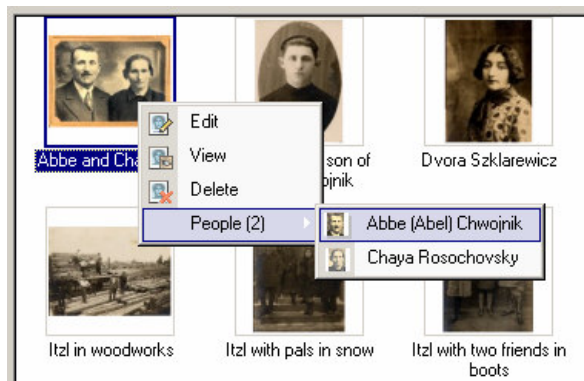 Abbe and Cha
son of
ojnik
Dvora Szklarewicz
Edit
View
Delete
People (2)
Abbe (Abel) Chwojnik
Chaya Rosochovsky
Itzl in woodworks
Itzl with pals in snow
Itzl with two friends in
boots